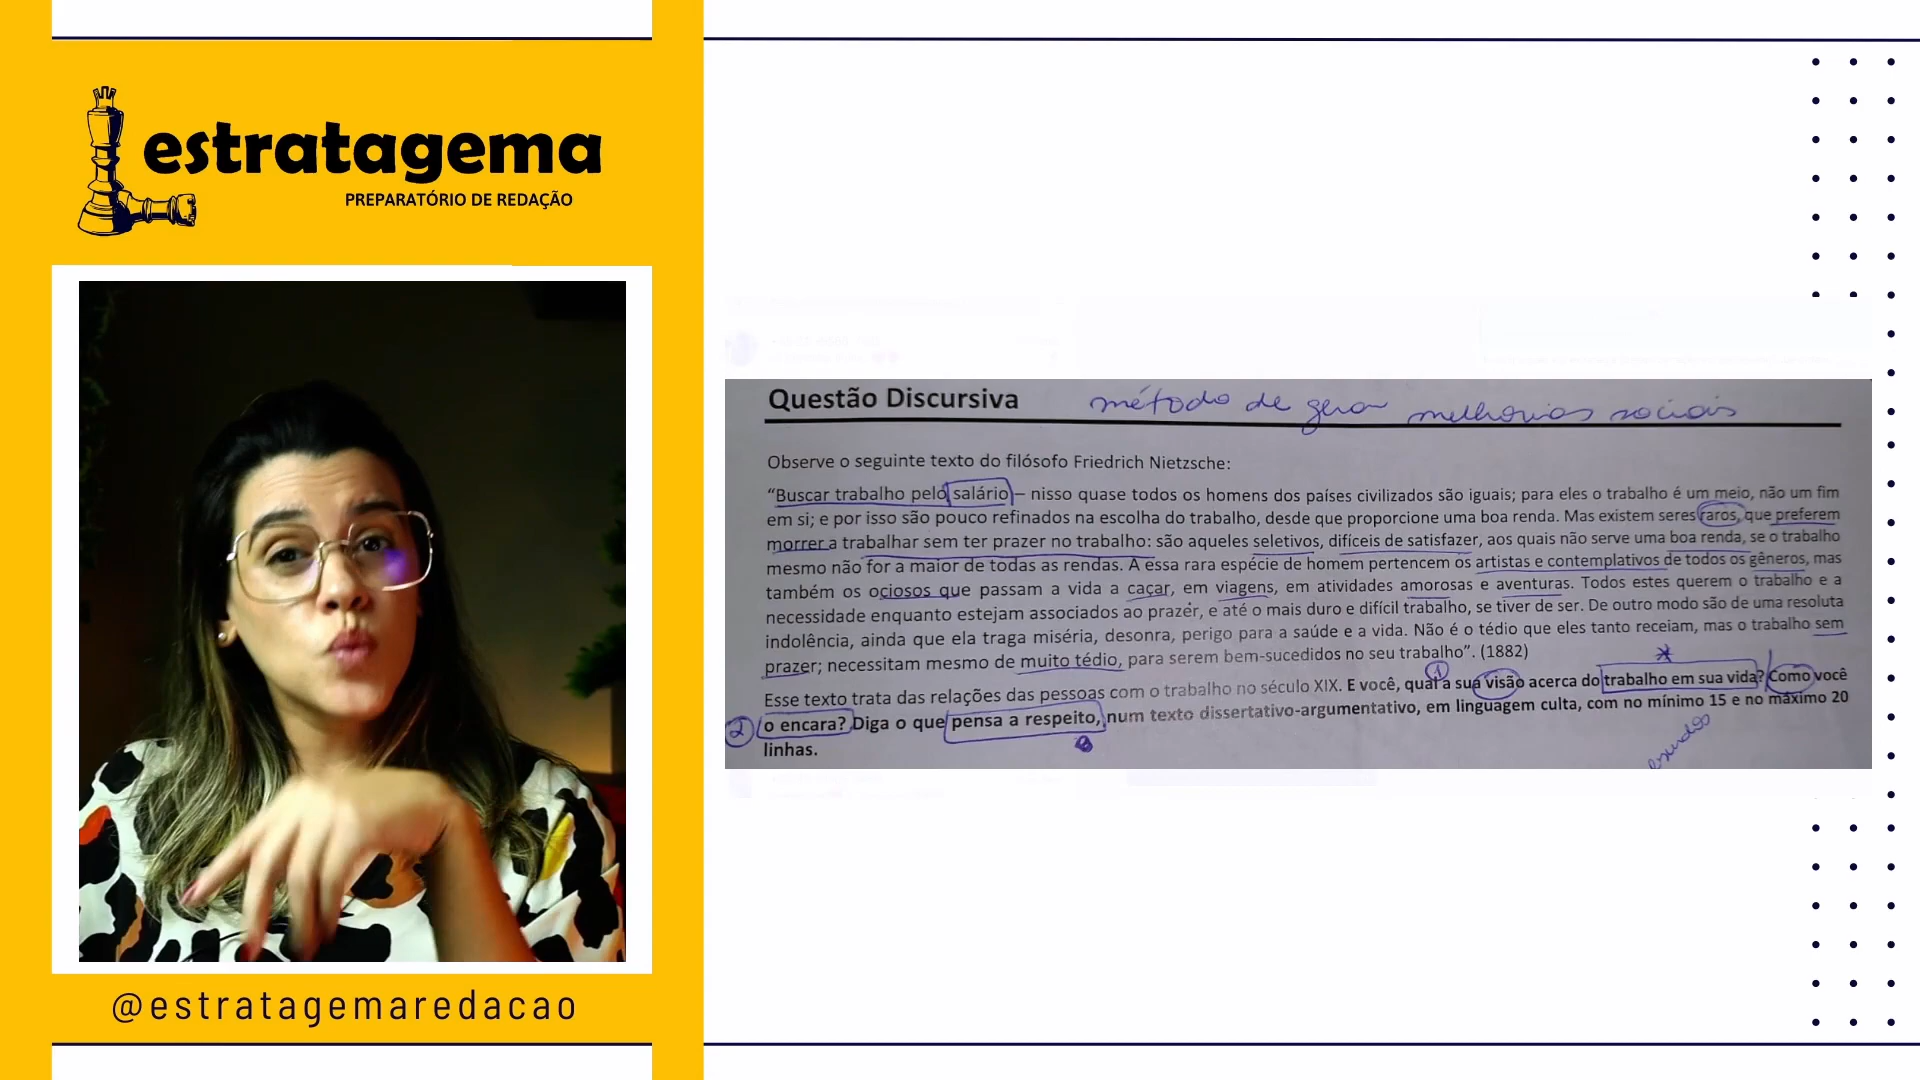 estratagema
PREPARATÓRIO DE REDAÇÃO
@estratagemaredacao
Questão Discursiva
método de gerar melhorias sociais
Observe o seguinte texto do filósofo Friedrich Nietzsche:
“Buscar trabalho pelo salário – nisso quase todos os homens dos países civilizados são iguais; para eles o trabalho é um meio, não um fim
em si; e por isso são pouco refinados na escolha do trabalho, desde que proporcione uma boa renda. Mas existem seres raros, que preferem
morrer a trabalhar sem ter prazer no trabalho: são aqueles seletivos, difíceis de satisfazer, aos quais não serve uma boa renda, se o trabalho
mesmo não for a maior de todas as rendas. A essa rara espécie de homem pertencem os artistas e contemplativos de todos os gêneros, mas
também os ociosos que passam a vida a caçar, em viagens, em atividades amorosas e aventuras. Todos estes querem o trabalho e a
necessidade enquanto estejam associados ao prazer, e até o mais duro e difícil trabalho, se tiver de ser. De outro modo são de uma resoluta
indolência, ainda que ela traga miséria, desonra, perigo para a saúde e a vida. Não é o tédio que eles tanto receiam, mas o trabalho sem
prazer; necessitam mesmo de muito tédio, para serem bem-sucedidos no seu trabalho”. (1882)
1
Esse texto trata das relações das pessoas com o trabalho no século XIX. E você, qual a sua visão acerca do trabalho em sua vida? Como você
2 o encara? Diga o que pensa a respeito, num texto dissertativo-argumentativo, em linguagem culta, com no mínimo 15 e no máximo 20
linhas.